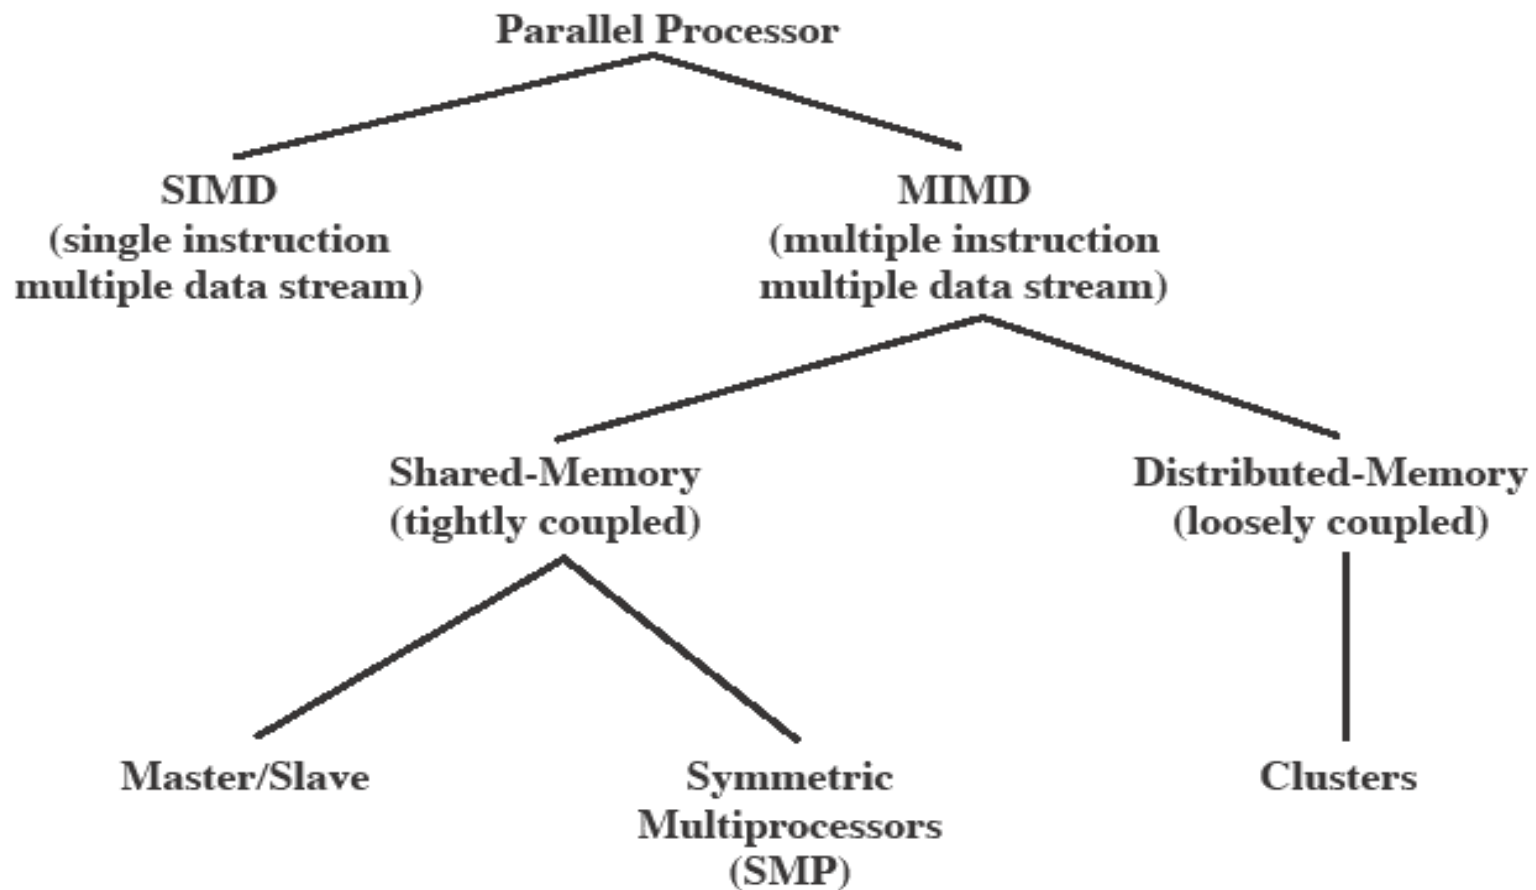 Parallel Processor
SIMD
(single instruction
multiple data stream)
MIMD
(multiple instruction
multiple data stream)
Shared-Memory
(tightly coupled)
Distributed-Memory
(loosely coupled)
Master/Slave
Symmetric
Multiprocessors
(SMP)
Clusters